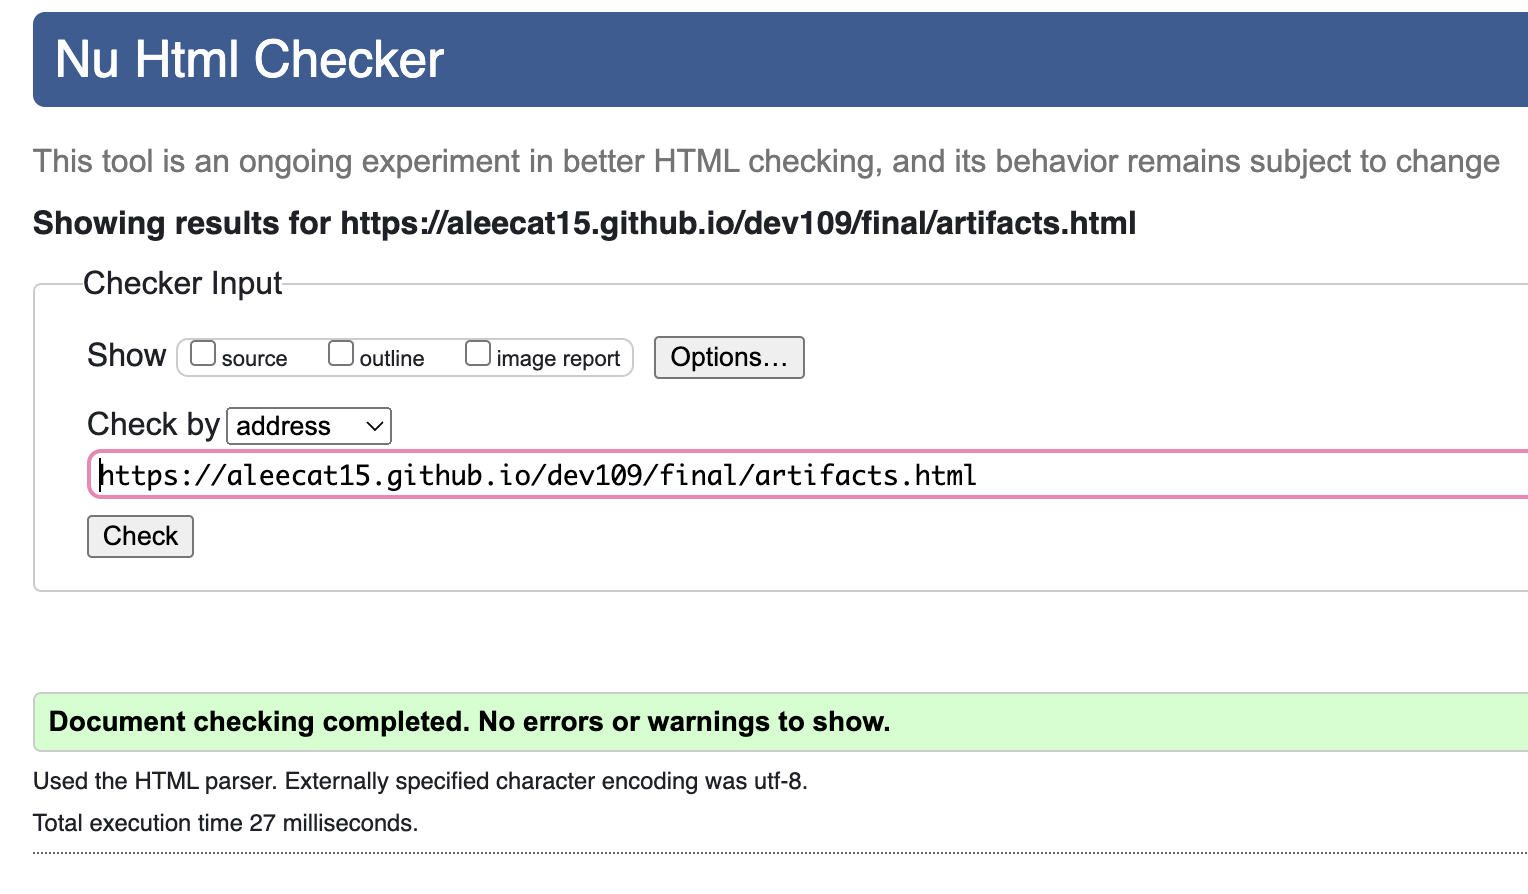 Nu Html Checker
This tool is an ongoing experiment in better HTML checking, and its behavior remains subject to change
Showing results for https://aleecat15.github.io/dev109/final/artifacts.html
Checker Input
Show source outline image report Options...
Check by address
https://aleecat15.github.io/dev109/final/artifacts.html
Check
Document checking completed. No errors or warnings to show.
Used the HTML parser. Externally specified character encoding was utf-8.
Total execution time 27 milliseconds.